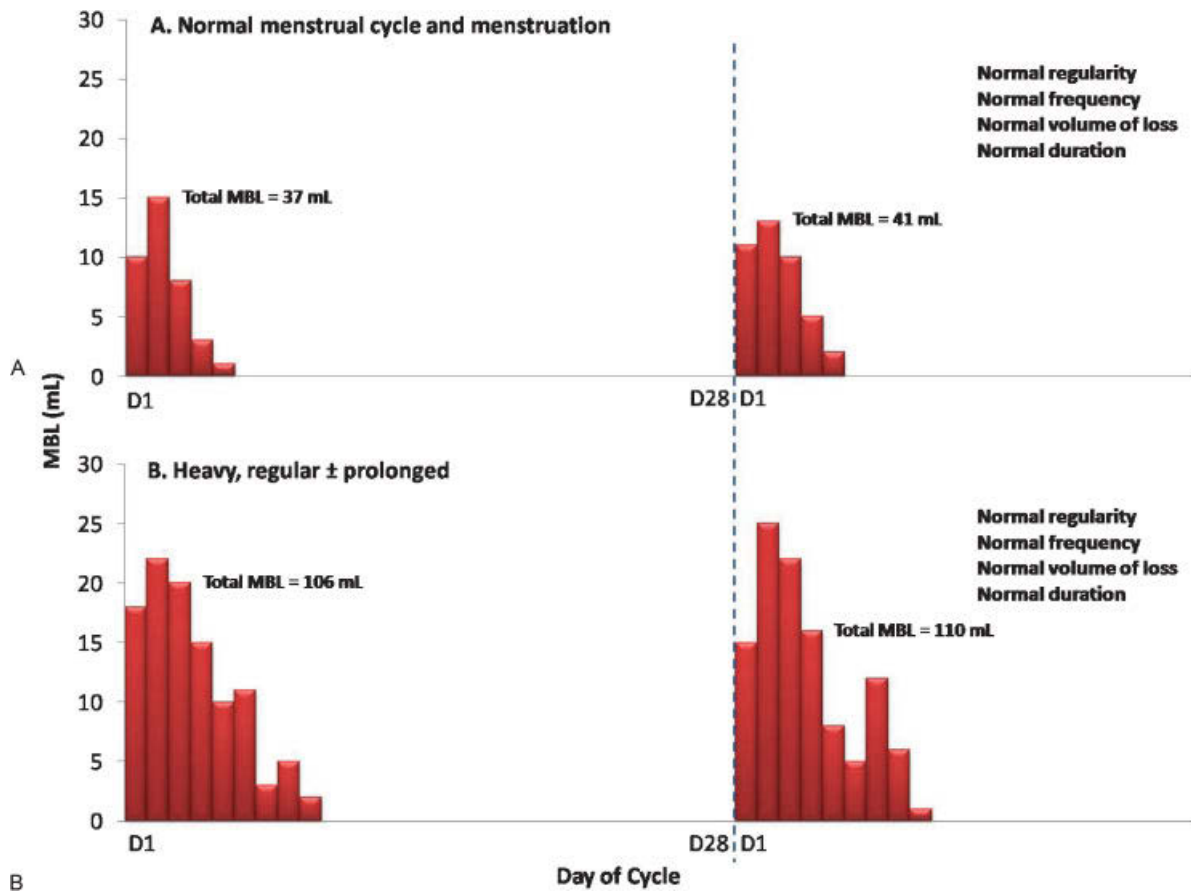 A. Normal menstrual cycle and menstruation
30
25
20
15
10
5
0
Total MBL = 37 mL
Total MBL = 41 mL
Normal regularity
Normal frequency
Normal volume of loss
Normal duration
A
D1
D28 D1
MBL (mL)
B. Heavy, regular ± prolonged
30
25
20
15
10
5
0
Total MBL = 106 mL
Total MBL = 110 mL
Normal regularity
Normal frequency
Normal volume of loss
Normal duration
D1
D28 D1
Day of Cycle
B